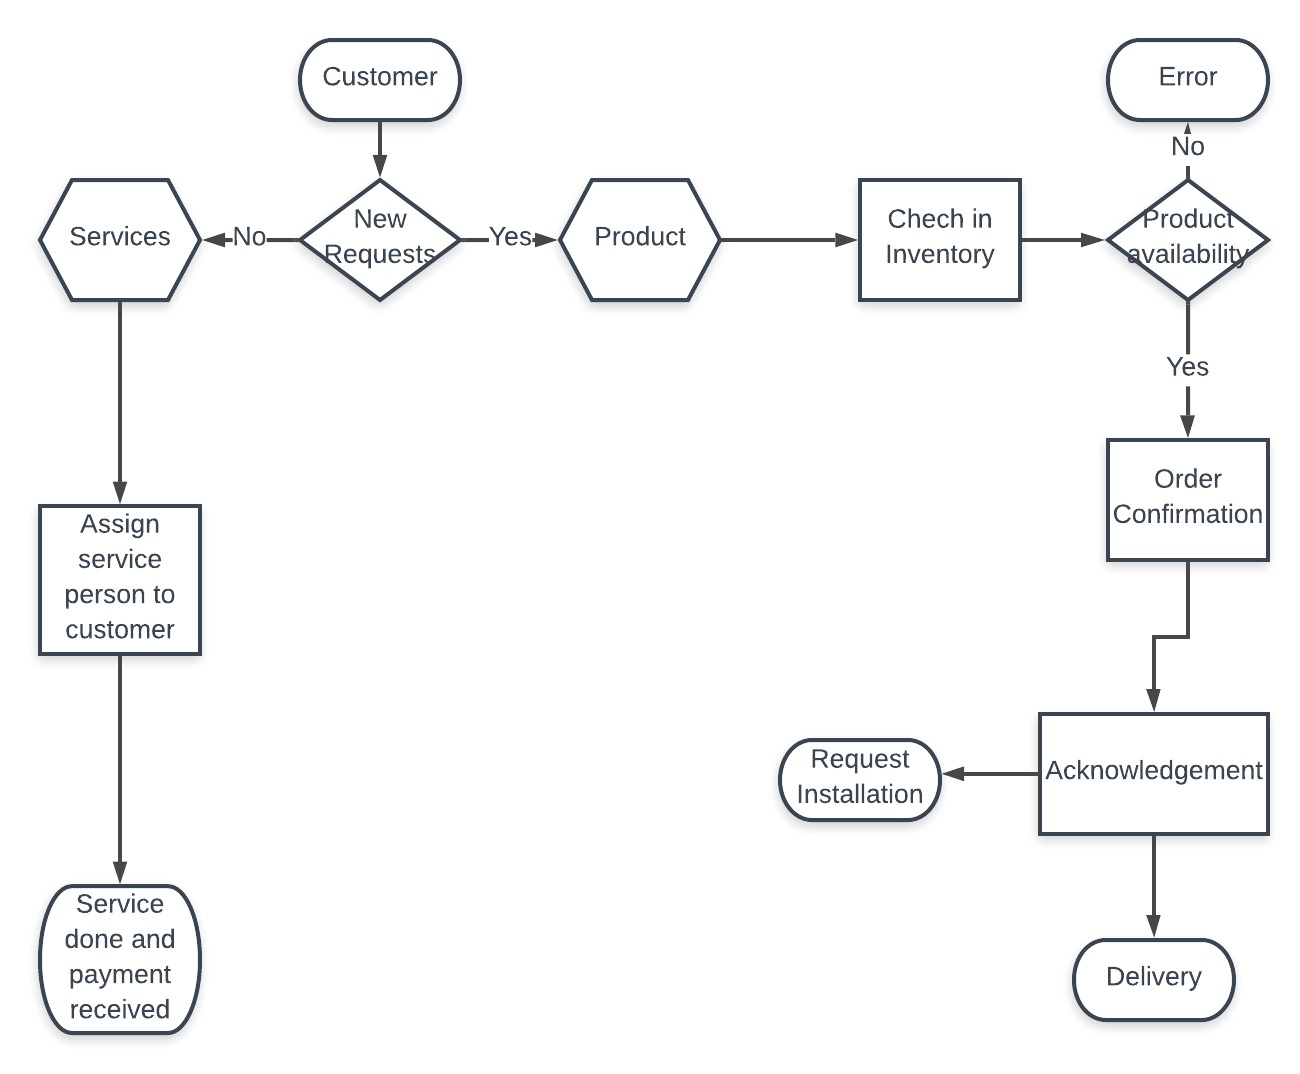 Customer
Error
No
Services
No
New
Requests
Yes
Product
Chech in
Inventory
Product
availability
Yes
Order
Confirmation
Assign
service
person to
customer
Request
Installation
Acknowledgement
Service
done and
payment
received
Delivery